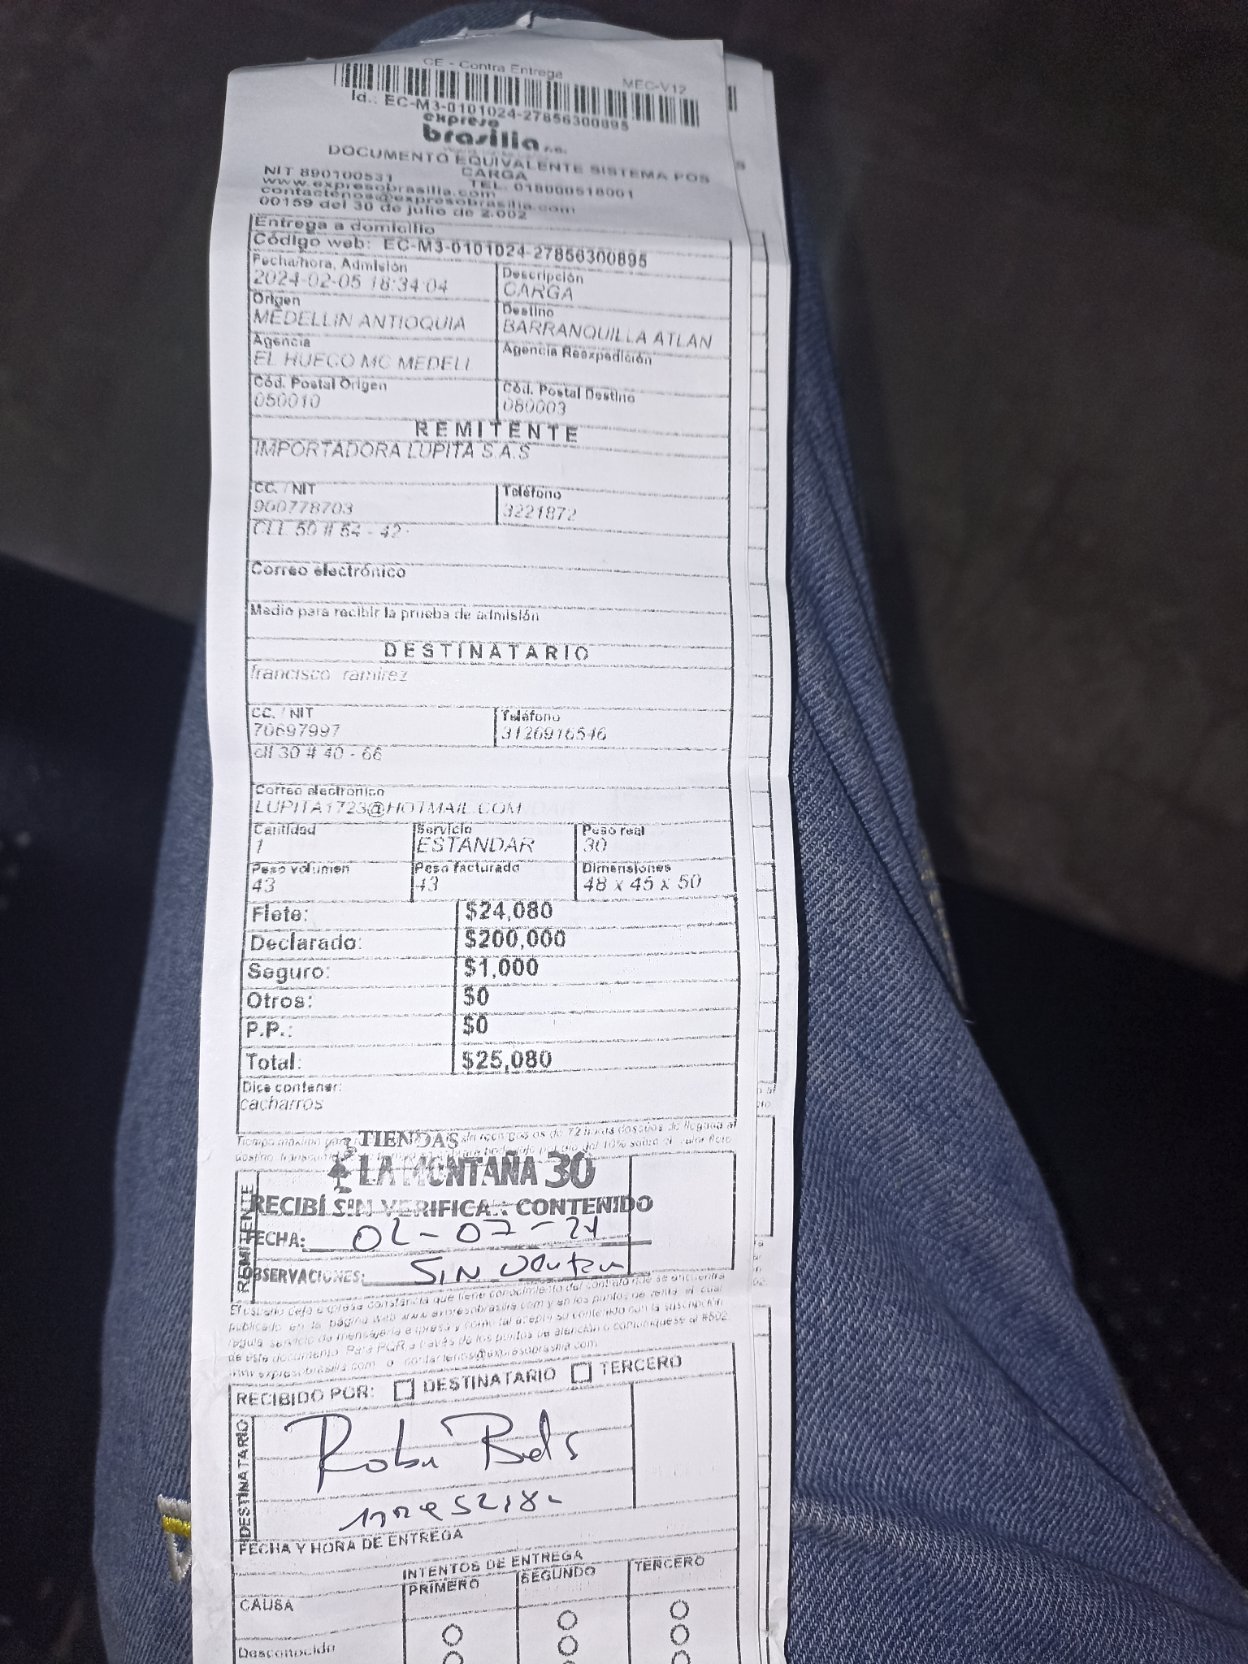 CE - Contra Entrega
MEC-V12
Id.: EC-M3-0101024-27856300895
expreso
brasilia s.a.
DOCUMENTO EQUIVALENTE SISTEMA POS
CARGA
NIT 890100531 TEL. 018000518001
www.expresobrasilia.com
contactenos@expresobrasilia.com
00159 del 30 de julio de 2.002
Entrega a domicilio
Código web: EC-M3-0101024-27856300895
Fecha/hora, Admisión Descripción
2024-02-05 18:34:04 CARGA
Origen Destino
MEDELLIN ANTIOQUIA BARRANQUILLA ATLAN
Agencia Agencia Reexpedición
EL HUECO MC MEDELL
Cód. Postal Origen Cód. Postal Destino
050010 080003
REMITENTE
IMPORTADORA LUPITA S.A.S
CC. / NIT Teléfono
900778703 3221872
CLL 50 # 54 - 42
Correo electrónico
Medio para recibir la prueba de admisión
DESTINATARIO
francisco ramirez
CC. / NIT Teléfono
70697997 3126916546
cll 30 # 40 - 66
Correo electrónico
LUPITA1723@HOTMAIL.COM
Cantidad Servicio Peso real
1 ESTANDAR 30
Peso volumen Peso facturado Dimensiones
43 43 48 x 45 x 50
Flete: $24,080
Declarado: $200,000
Seguro: $1,000
Otros: $0
P.P.: $0
Total: $25,080
Dice contener:
cacharros
TIENDAS
LA MONTAÑA 30
RECIBÍ SIN VERIFICAR CONTENIDO
REMITENTE
FECHA: 02-07-24
OBSERVACIONES: SIN
RECIBIDO POR: DESTINATARIO TERCERO
DESTINATARIO
FECHA Y HORA DE ENTREGA
INTENTOS DE ENTREGA
CAUSA PRIMERO SEGUNDO TERCERO
Desconocido